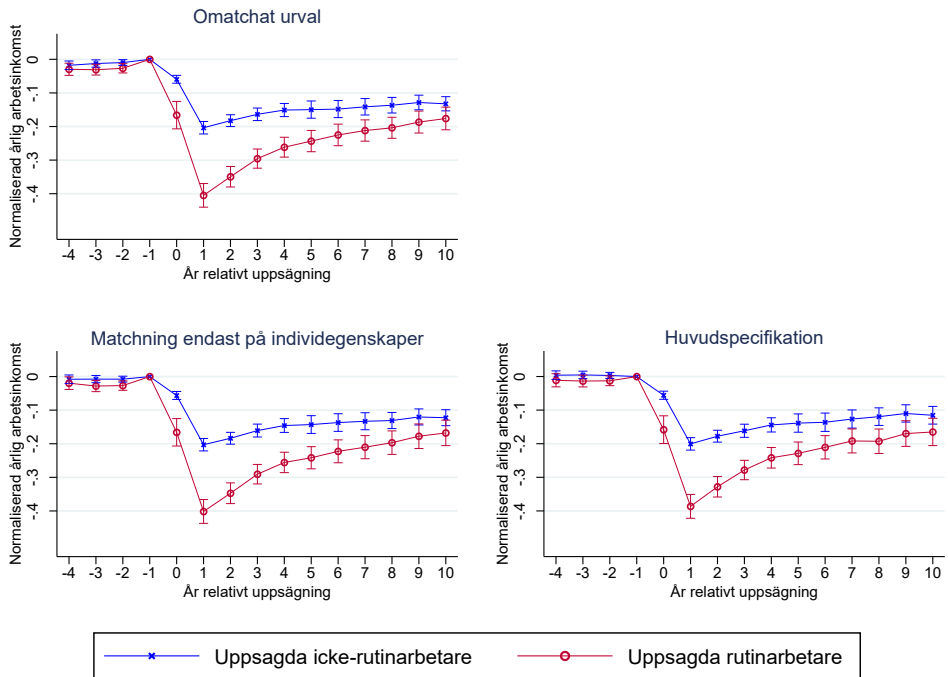 Omatchat urval
Normaliserad årlig arbetsinkomst
0
-.1
-.2
-.3
-.4
-4 -3 -2 -1 0 1 2 3 4 5 6 7 8 9 10
År relativt uppsägning
Matchning endast på individegenskaper
Normaliserad årlig arbetsinkomst
0
-.1
-.2
-.3
-.4
-4 -3 -2 -1 0 1 2 3 4 5 6 7 8 9 10
År relativt uppsägning
Huvudspecifikation
Normaliserad årlig arbetsinkomst
0
-.1
-.2
-.3
-.4
-4 -3 -2 -1 0 1 2 3 4 5 6 7 8 9 10
År relativt uppsägning
Uppsagda icke-rutinarbetare Uppsagda rutinarbetare